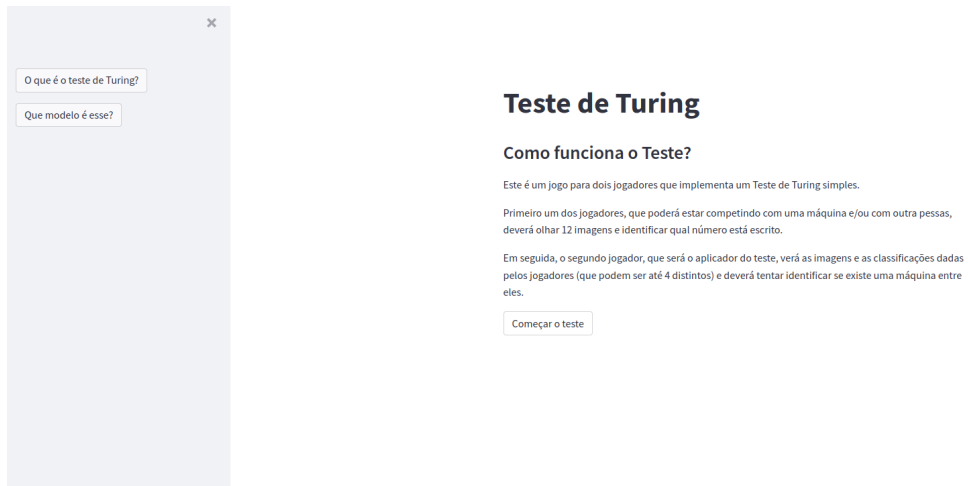 O que é o teste de Turing?
Que modelo é esse?
Teste de Turing
Como funciona o Teste?
Este é um jogo para dois jogadores que implementa um Teste de Turing simples.
Primeiro um dos jogadores, que poderá estar competindo com uma máquina e/ou com outra pessas,
deverá olhar 12 imagens e identificar qual número está escrito.
Em seguida, o segundo jogador, que será o aplicador do teste, verá as imagens e as classificações dadas
pelos jogadores (que podem ser até 4 distintos) e deverá tentar identificar se existe uma máquina entre
eles.
Começar o teste